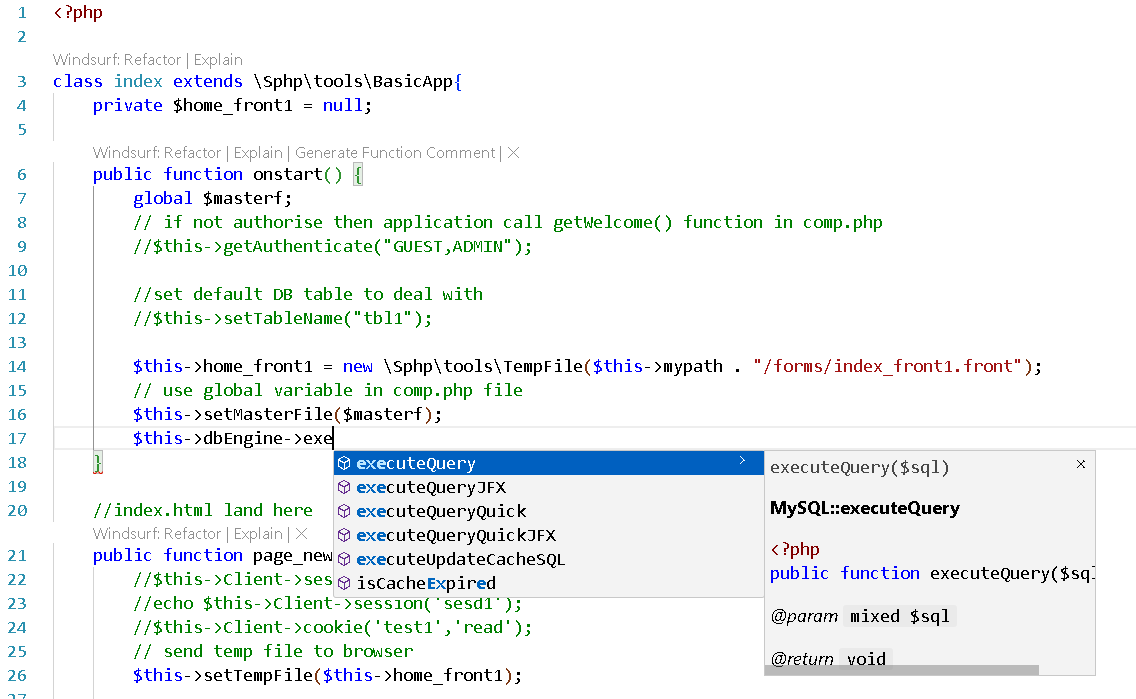 1 <?php
2
Windsurf: Refactor | Explain
3 class index extends \Sphp\tools\BasicApp{
4 private $home_front1 = null;
5
Windsurf: Refactor | Explain | Generate Function Comment | ×
6 public function onstart() {
7 global $masterf;
8 // if not authorise then application call getWelcome() function in comp.php
9 //$this->getAuthenticate("GUEST,ADMIN");
10
11 //set default DB table to deal with
12 //$this->setTableName("tbl1");
13
14 $this->home_front1 = new \Sphp\tools\TempFile($this->mypath . "/forms/index_front1.front");
15 // use global variable in comp.php file
16 $this->setMasterFile($masterf);
17 $this->dbEngine->exe
18 }
19
20 //index.html land here
Windsurf: Refactor | Explain | ×
21 public function page_new
22 //$this->Client->ses
23 //echo $this->Client->session('sesd1');
24 //$this->Client->cookie('test1','read');
25 // send temp file to browser
26 $this->setTempFile($this->home_front1);
27
executeQuery >
executeQueryJFX
executeQueryQuick
executeQueryQuickJFX
executeUpdateCacheSQL
isCacheExpired
executeQuery($sql) ×
MySQL::executeQuery
<?php
public function executeQuery($sql
@param mixed $sql
@return void